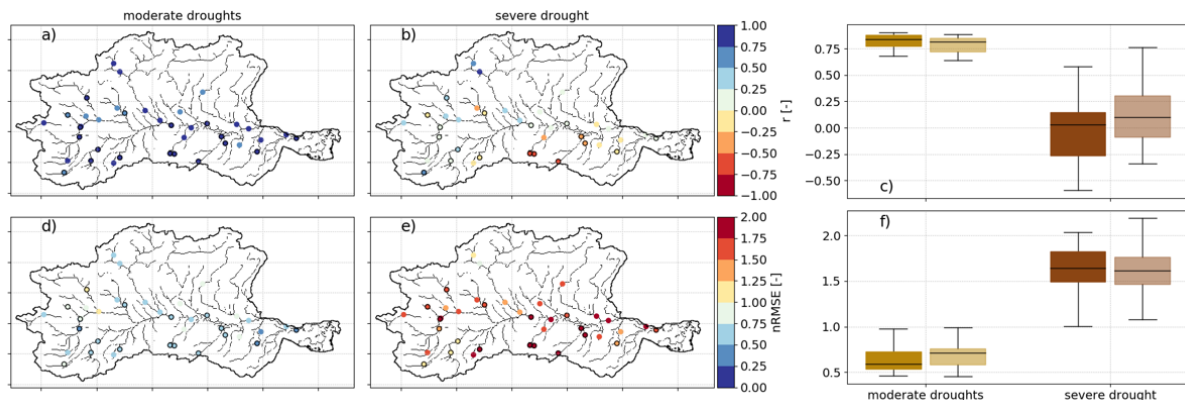 moderate droughts
severe drought
a)
b)
1.00
0.75
0.50
0.25
0.00
−0.25
−0.50
−0.75
−1.00
r [-]
0.75
0.50
0.25
0.00
−0.25
−0.50
c)
d)
e)
2.00
1.75
1.50
1.25
1.00
0.75
0.50
0.25
0.00
nRMSE [-]
f)
2.0
1.5
1.0
0.5
moderate droughts
severe drought